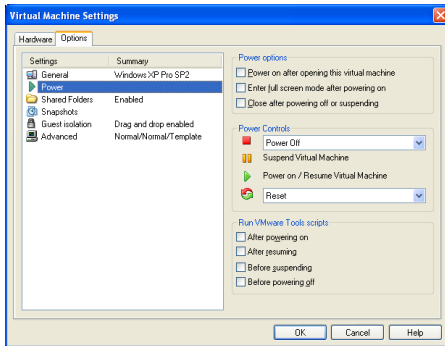 Virtual Machine Settings
Hardware Options
Settings Summary
General Windows XP Pro SP2
Power
Shared Folders Enabled
Snapshots
Guest isolation Drag and drop enabled
Advanced Normal/Normal/Template
Power options
Power on after opening this virtual machine
Enter full screen mode after powering on
Close after powering off or suspending
Power Controls
Power Off
Suspend Virtual Machine
Power on / Resume Virtual Machine
Reset
Run VMware Tools scripts
After powering on
After resuming
Before suspending
Before powering off
OK Cancel Help